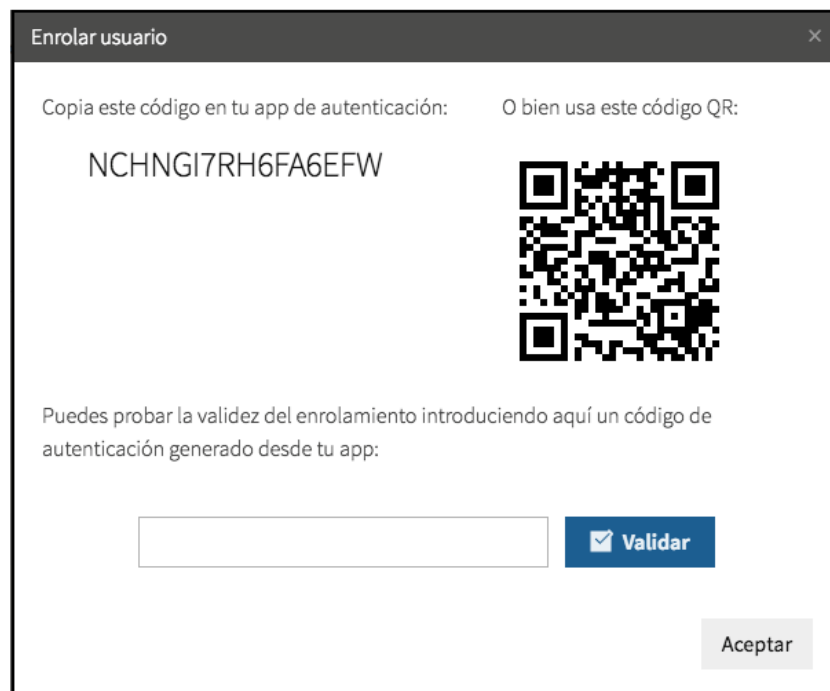 Enrolar usuario
Copia este código en tu app de autenticación:
O bien usa este código QR:
NCHNGI7RH6FA6EFW
Puedes probar la validez del enrolamiento introduciendo aquí un código de
autenticación generado desde tu app:
Validar
Aceptar